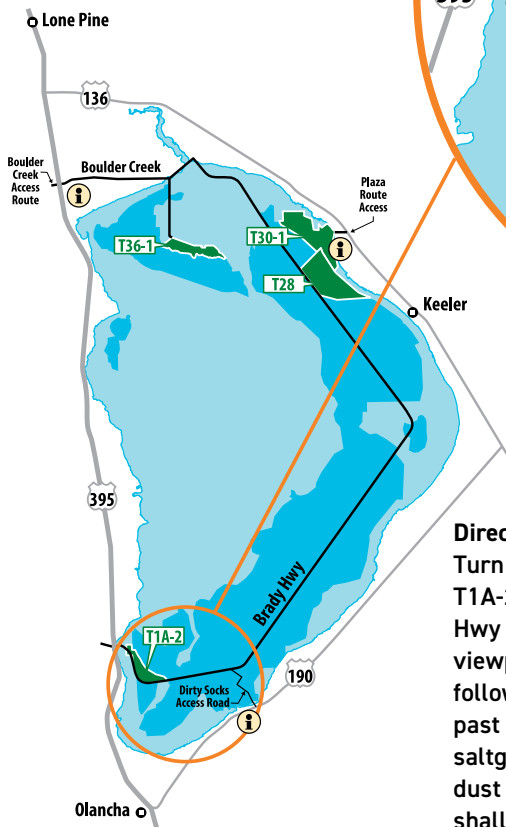 Lone Pine
395
136
Boulder
Creek
Access
Route
Boulder Creek
Plaza
Route
Access
T36-1
T30-1
T28
Keeler
395
Brady Hwy
T1A-2
190
Dirty Socks
Access Road
Olancha
Direc
Turn
T1A-2
Hwy
viewp
follow
past
saltg
dust
shall